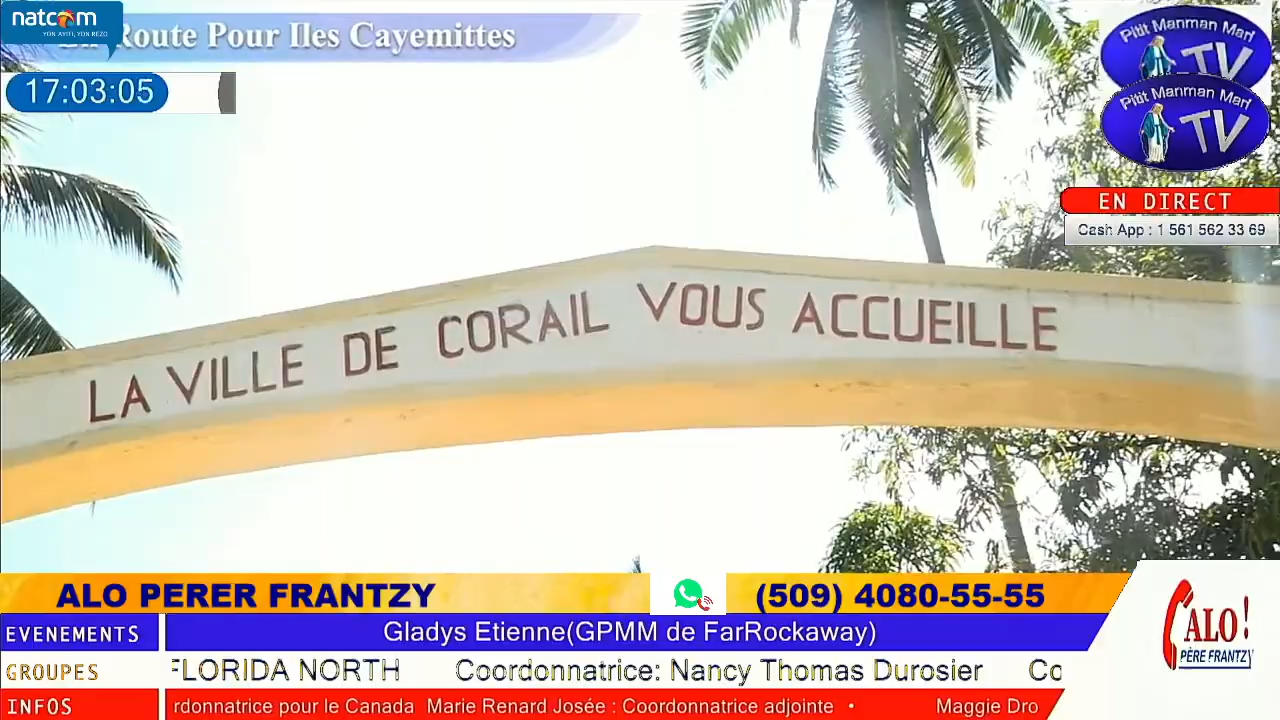 natcom
YON AYITI, YON REZO
Route Pour Iles Cayemittes
17:03:05
Pitit Manman Mari
TV
Pitit Manman Mari
TV
EN DIRECT
Cash App : 1 561 562 33 69
LA VILLE DE CORAIL VOUS ACCUEILLE
ALO PERER FRANTZY
(509) 4080-55-55
ALO!
PÈRE FRANTZY
EVENEMENTS
Gladys Etienne(GPMM de FarRockaway)
GROUPES
FLORIDA NORTH Coordonnatrice: Nancy Thomas Durosier Co
INFOS
rdonnatrice pour le Canada Marie Renard Josée : Coordonnatrice adjointe • Maggie Dro